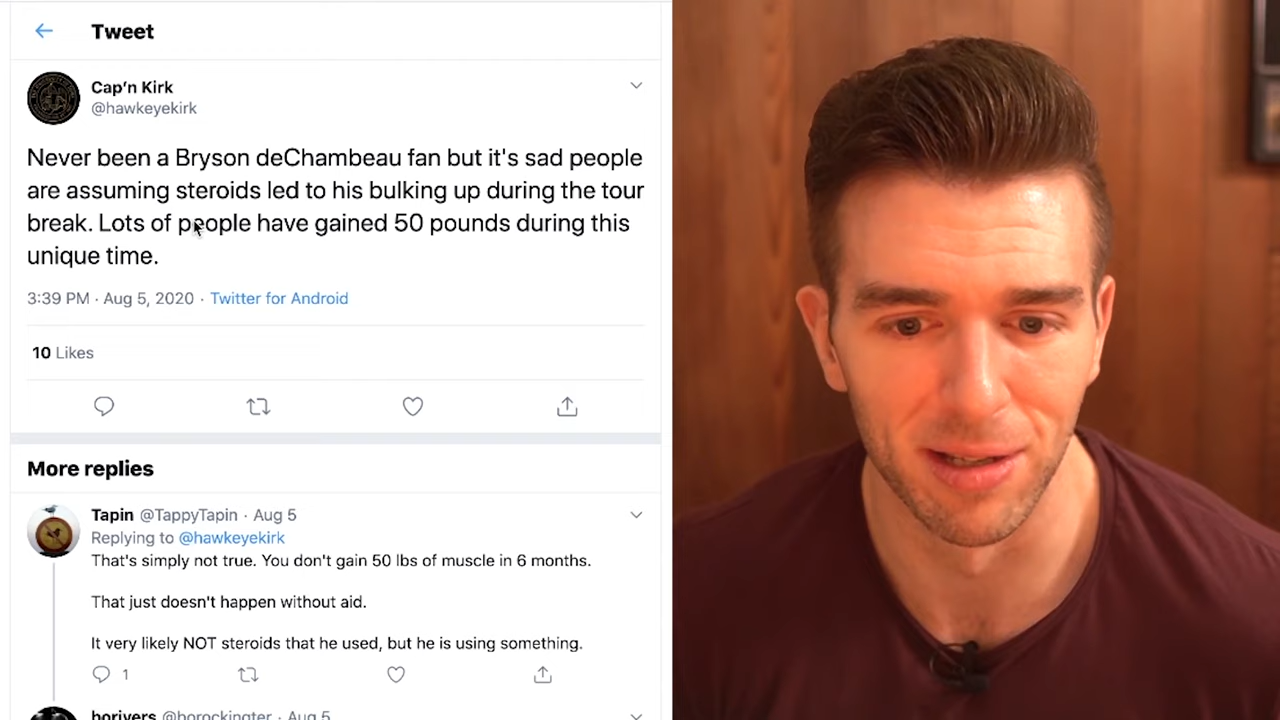 Tweet
Cap'n Kirk
@hawkeyekirk
Never been a Bryson deChambeau fan but it's sad people
are assuming steroids led to his bulking up during the tour
break. Lots of people have gained 50 pounds during this
unique time.
3:39 PM · Aug 5, 2020 · Twitter for Android
10 Likes
More replies
Tapin @TappyTapin · Aug 5
Replying to @hawkeyekirk
That's simply not true. You don't gain 50 lbs of muscle in 6 months.
That just doesn't happen without aid.
It very likely NOT steroids that he used, but he is using something.
1
borivers @borockingter · Aug 5